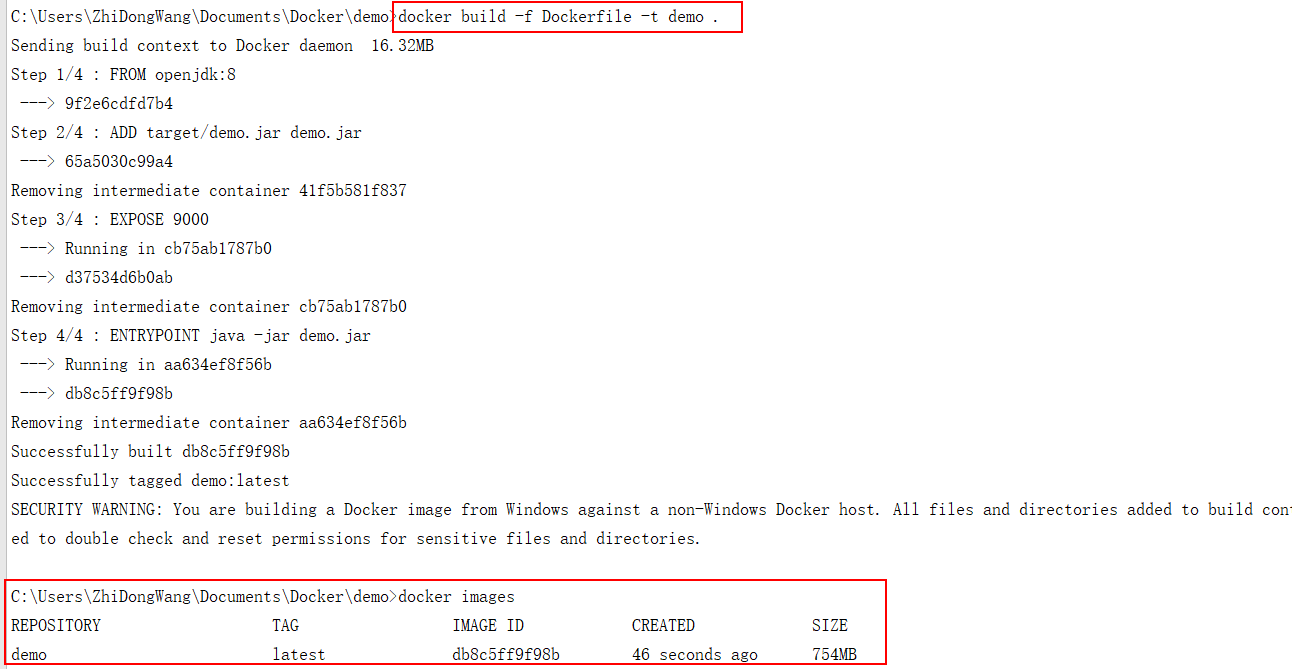 C:\Users\ZhiDongWang\Documents\Docker\demo>docker build -f Dockerfile -t demo .
Sending build context to Docker daemon  16.32MB
Step 1/4 : FROM openjdk:8
 ---> 9f2e6cdfd7b4
Step 2/4 : ADD target/demo.jar demo.jar
 ---> 65a5030c99a4
Removing intermediate container 41f5b581f837
Step 3/4 : EXPOSE 9000
 ---> Running in cb75ab1787b0
 ---> d37534d6b0ab
Removing intermediate container cb75ab1787b0
Step 4/4 : ENTRYPOINT java -jar demo.jar
 ---> Running in aa634ef8f56b
 ---> db8c5ff9f98b
Removing intermediate container aa634ef8f56b
Successfully built db8c5ff9f98b
Successfully tagged demo:latest
SECURITY WARNING: You are building a Docker image from Windows against a non-Windows Docker host. All files and directories added to build
ed to double check and reset permissions for sensitive files and directories.
C:\Users\ZhiDongWang\Documents\Docker\demo>docker images
REPOSITORY TAG IMAGE ID CREATED SIZE
demo latest db8c5ff9f98b 46 seconds ago 754MB